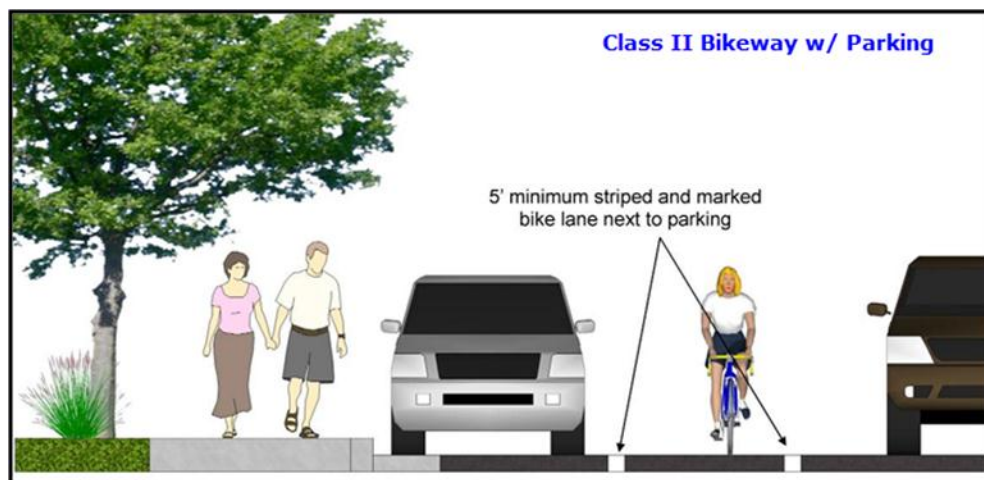 Class II Bikeway w/ Parking
5' minimum striped and marked
bike lane next to parking